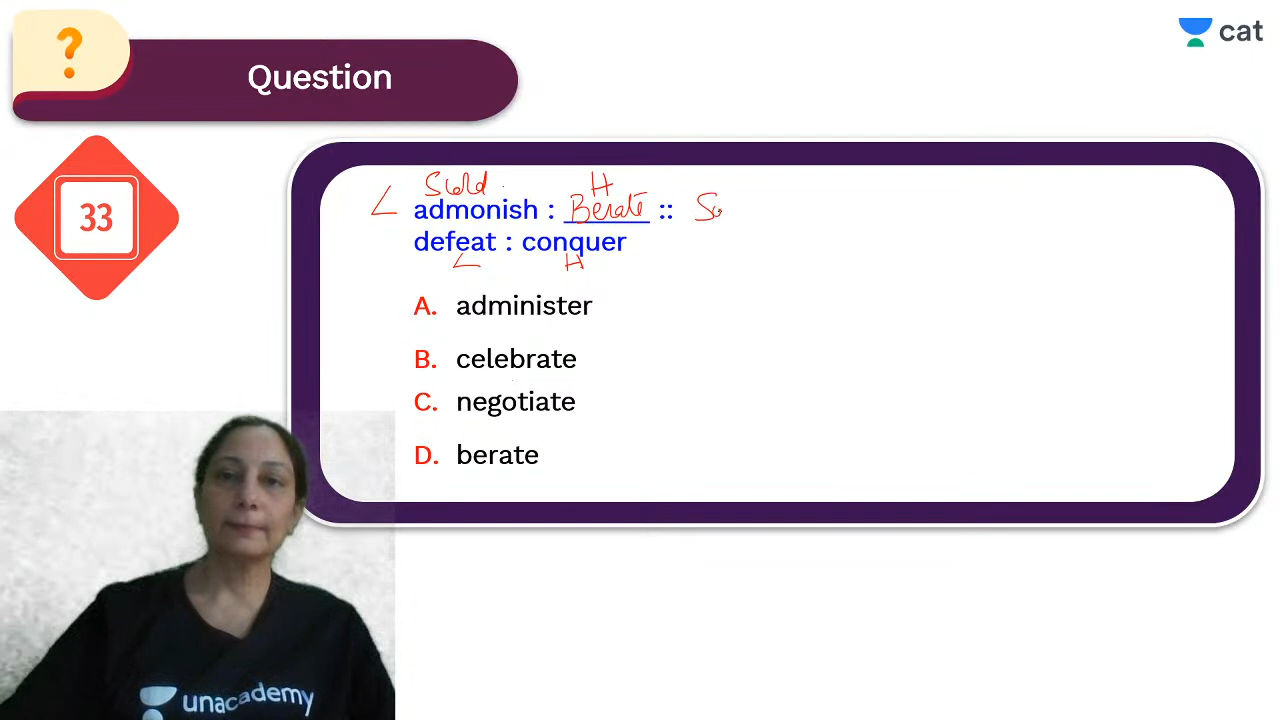 ?
Question
cat
33
Scold
H
L
admonish : Berate ::
defeat : conquer
L
H
A. administer
B. celebrate
C. negotiate
D. berate
unacademy